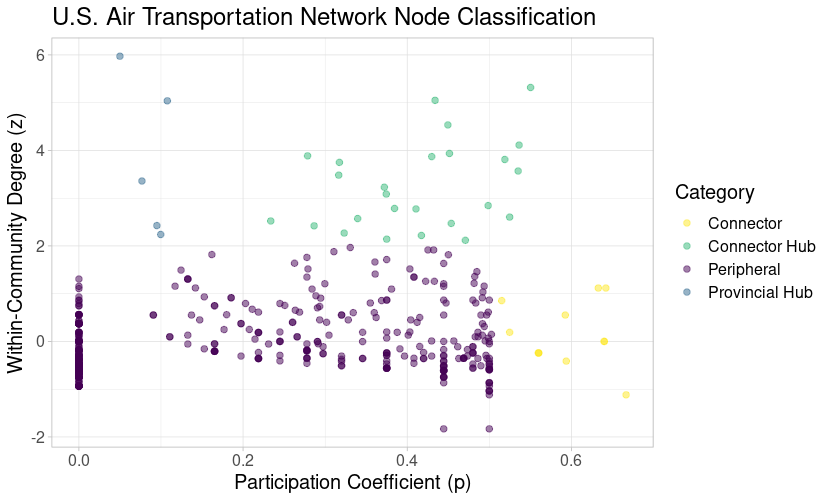 U.S. Air Transportation Network Node Classification
Within-Community Degree (z)
6
4
2
0
-2
0.0
0.2
0.4
0.6
Participation Coefficient (p)
Category
Connector
Connector Hub
Peripheral
Provincial Hub